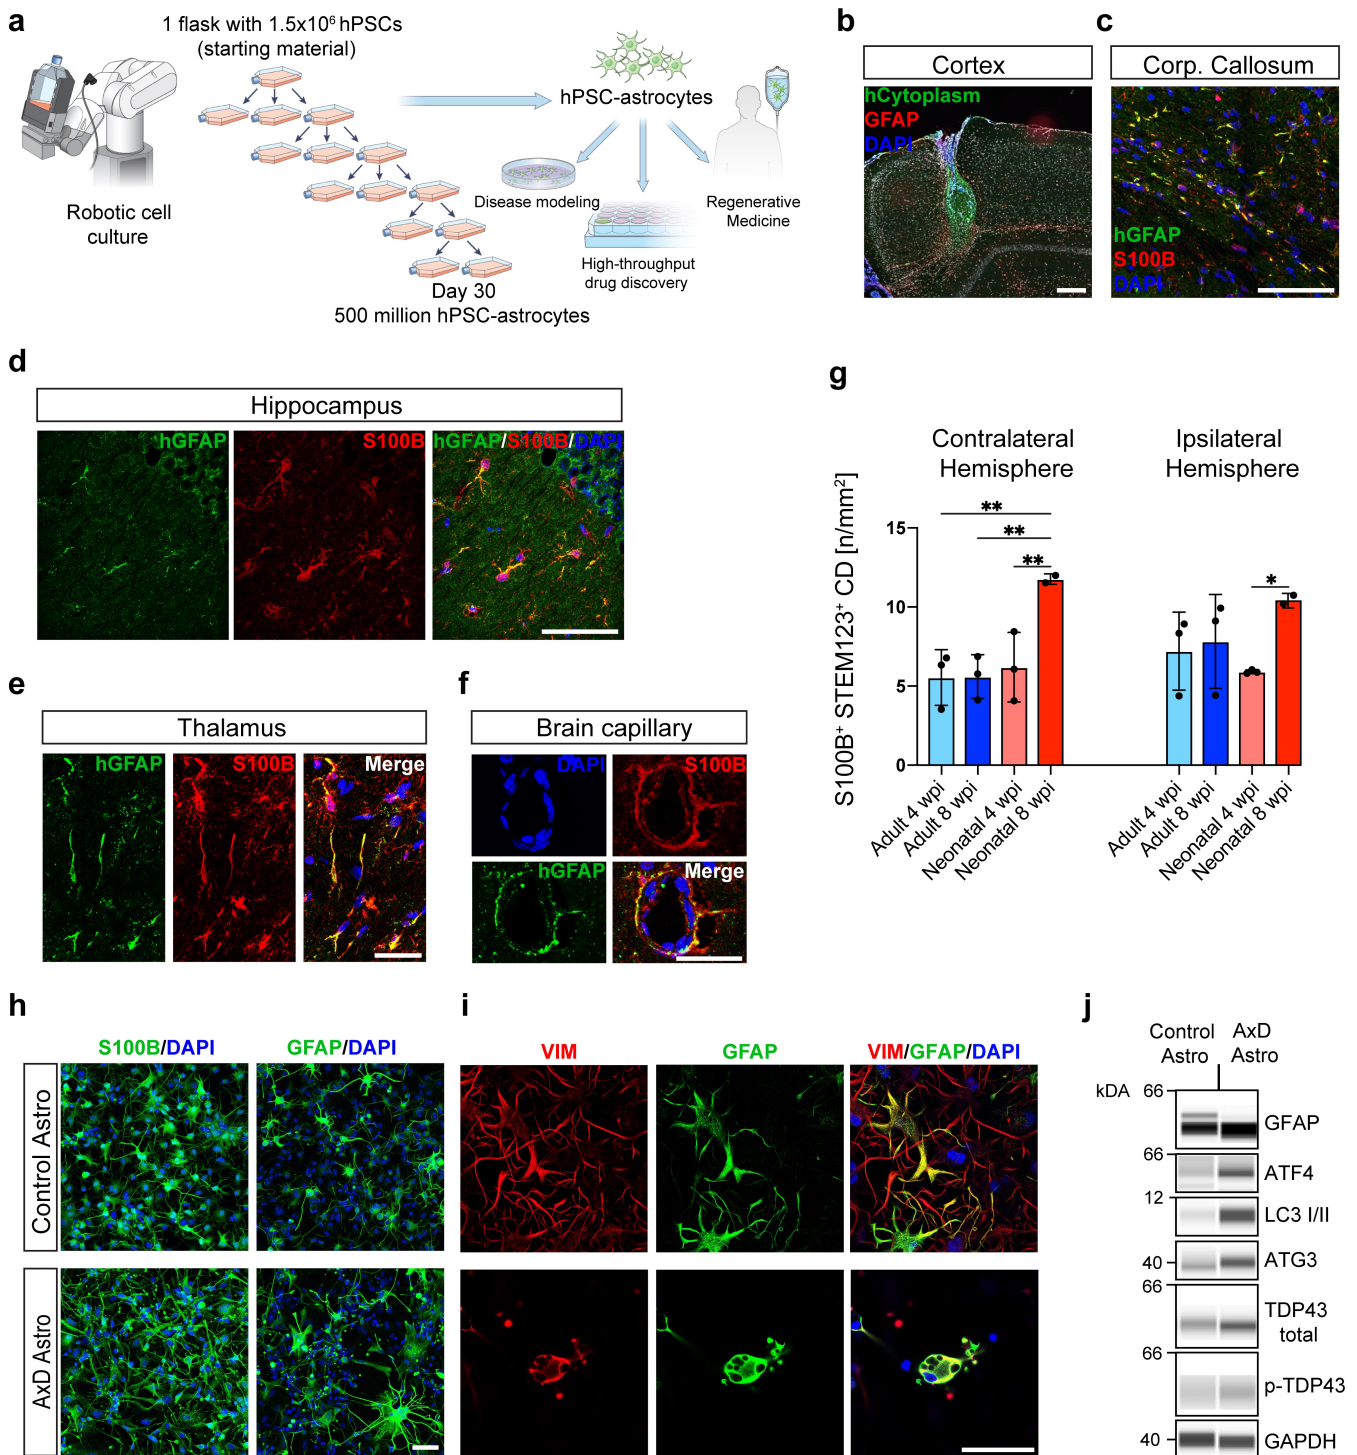 a
1 flask with 1.5x10⁶ hPSCs
(starting material)
Robotic cell
culture
hPSC-astrocytes
Disease modeling
High-throughput
drug discovery
Regenerative
Medicine
Day 30
500 million hPSC-astrocytes
b
Cortex
hCytoplasm
GFAP
DAPI
c
Corp. Callosum
hGFAP
S100B
DAPI
d
Hippocampus
hGFAP
S100B
hGFAP/S100B/DAPI
e
Thalamus
hGFAP
S100B
Merge
f
Brain capillary
DAPI
S100B
hGFAP
Merge
g
Contralateral
Hemisphere
Ipsilateral
Hemisphere
S100B⁺ STEM123⁺ CD [n/mm²]
15
10
5
0
**
**
**
*
Adult 4 wpi
Adult 8 wpi
Neonatal 4 wpi
Neonatal 8 wpi
Adult 4 wpi
Adult 8 wpi
Neonatal 4 wpi
Neonatal 8 wpi
h
S100B/DAPI
GFAP/DAPI
Control Astro
AxD Astro
i
VIM
GFAP
VIM/GFAP/DAPI
j
Control
Astro
AxD
Astro
kDA
66
GFAP
66
ATF4
12
LC3 I/II
40
ATG3
66
TDP43
total
66
p-TDP43
40
GAPDH